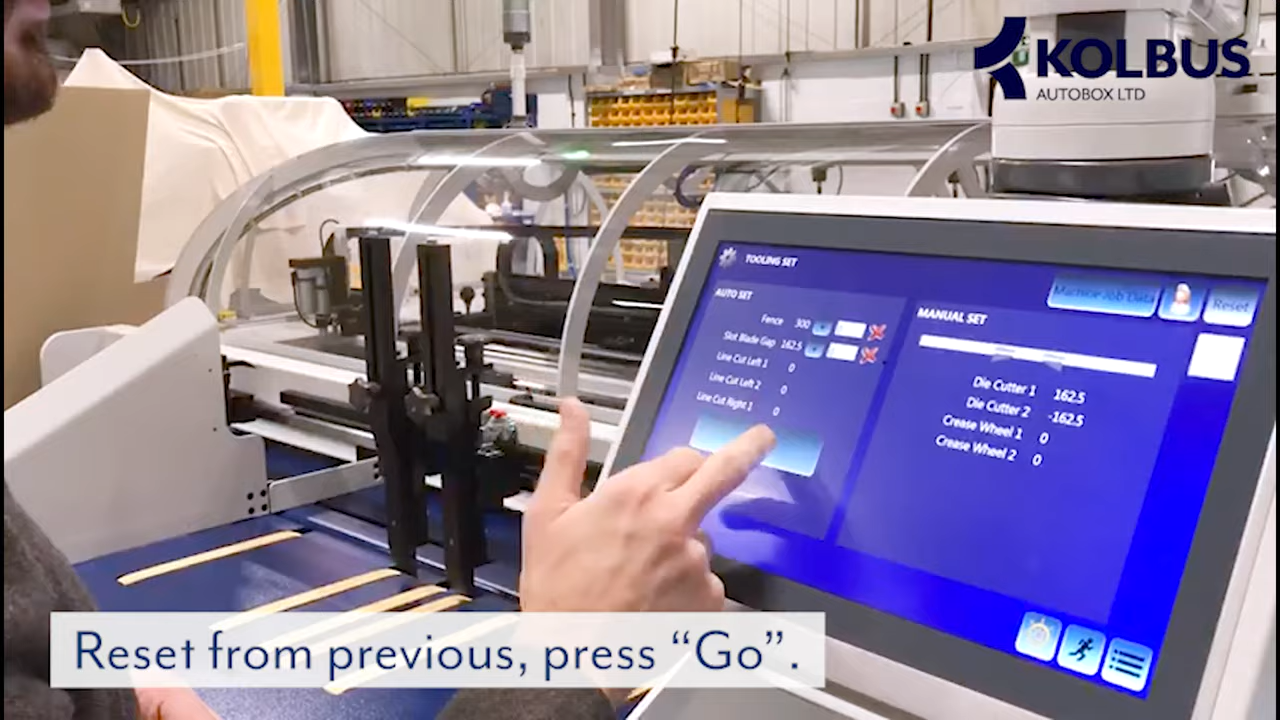 KOLBUS
AUTOBOX LTD
TOOLING SET
Machine Job Data
Reset
AUTO SET
Fence 300
Slot Blade Gap 162.5
Line Cut Left 1 0
Line Cut Left 2 0
Line Cut Right 1 0
MANUAL SET
Die Cutter 1 162.5
Die Cutter 2 -162.5
Crease Wheel 1 0
Crease Wheel 2 0
Reset from previous, press “Go”.